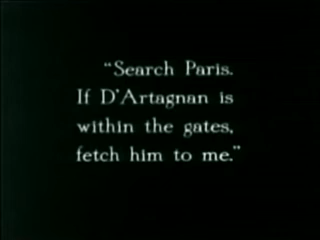 “Search Paris.
If D’Artagnan is
within the gates,
fetch him to me.”